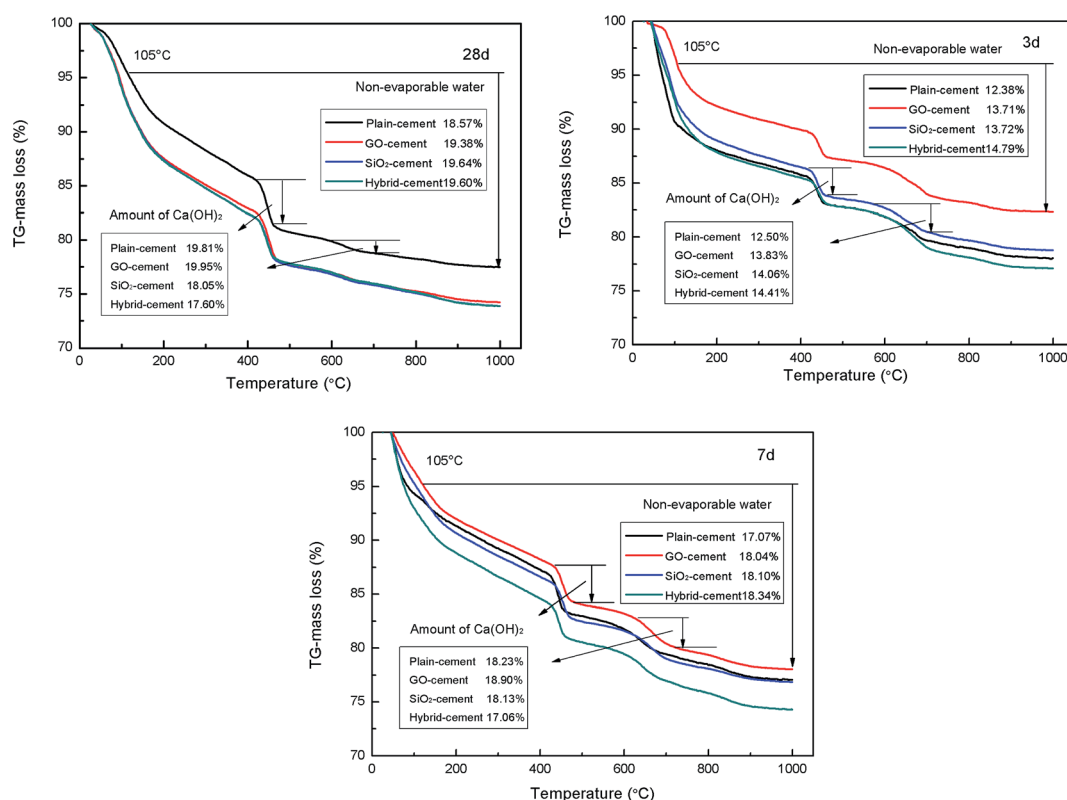 105°C
28d
Non-evaporable water
Plain-cement 18.57%
GO-cement 19.38%
SiO₂-cement 19.64%
Hybrid-cement 19.60%
Amount of Ca(OH)₂
Plain-cement 19.81%
GO-cement 19.95%
SiO₂-cement 18.05%
Hybrid-cement 17.60%
TG-mass loss (%)
100
95
90
85
80
75
70
0 200 400 600 800 1000
Temperature (°C)
105°C
3d
Non-evaporable water
Plain-cement 12.38%
GO-cement 13.71%
SiO₂-cement 13.72%
Hybrid-cement 14.79%
Amount of Ca(OH)₂
Plain-cement 12.50%
GO-cement 13.83%
SiO₂-cement 14.06%
Hybrid-cement 14.41%
TG-mass loss (%)
100
95
90
85
80
75
70
0 200 400 600 800 1000
Temperature (°C)
105°C
7d
Non-evaporable water
Plain-cement 17.07%
GO-cement 18.04%
SiO₂-cement 18.10%
Hybrid-cement 18.34%
Amount of Ca(OH)₂
Plain-cement 18.23%
GO-cement 18.90%
SiO₂-cement 18.13%
Hybrid-cement 17.06%
TG-mass loss (%)
100
95
90
85
80
75
70
0 200 400 600 800 1000
Temperature (°C)